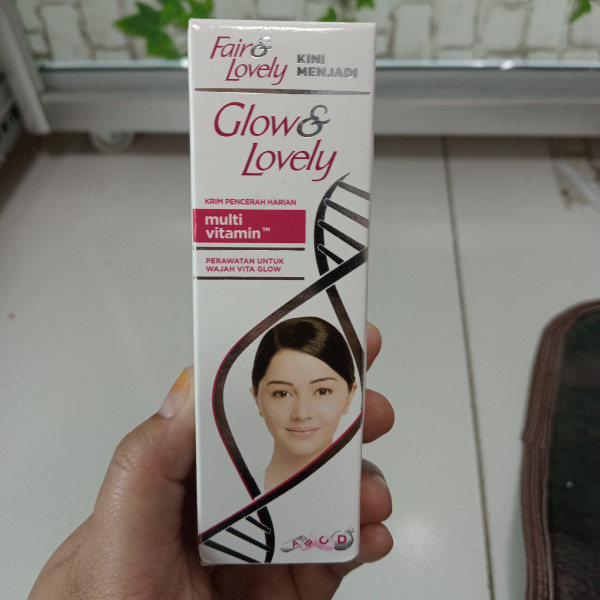 Fair &
Lovely
KINI
MENJADI
Glow &
Lovely
KRIM PENCERAH HARIAN
multi
vitamin™
PERAWATAN UNTUK
WAJAH VITA GLOW
A B C D